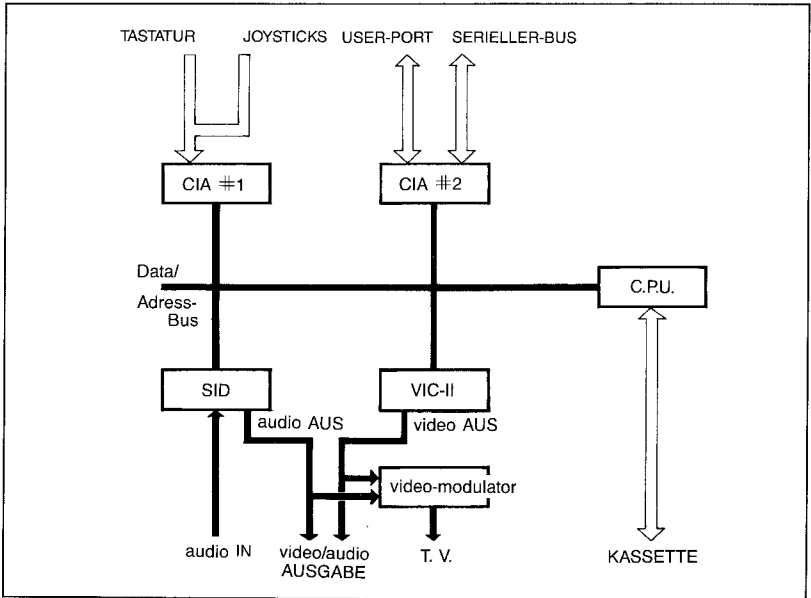 TASTATUR
JOYSTICKS
USER-PORT
SERIELLER-BUS
CIA #1
CIA #2
Data/
Adress-
Bus
C.P.U.
SID
VIC-II
audio AUS
video AUS
video-modulator
audio IN
video/audio
AUSGABE
T. V.
KASSETTE